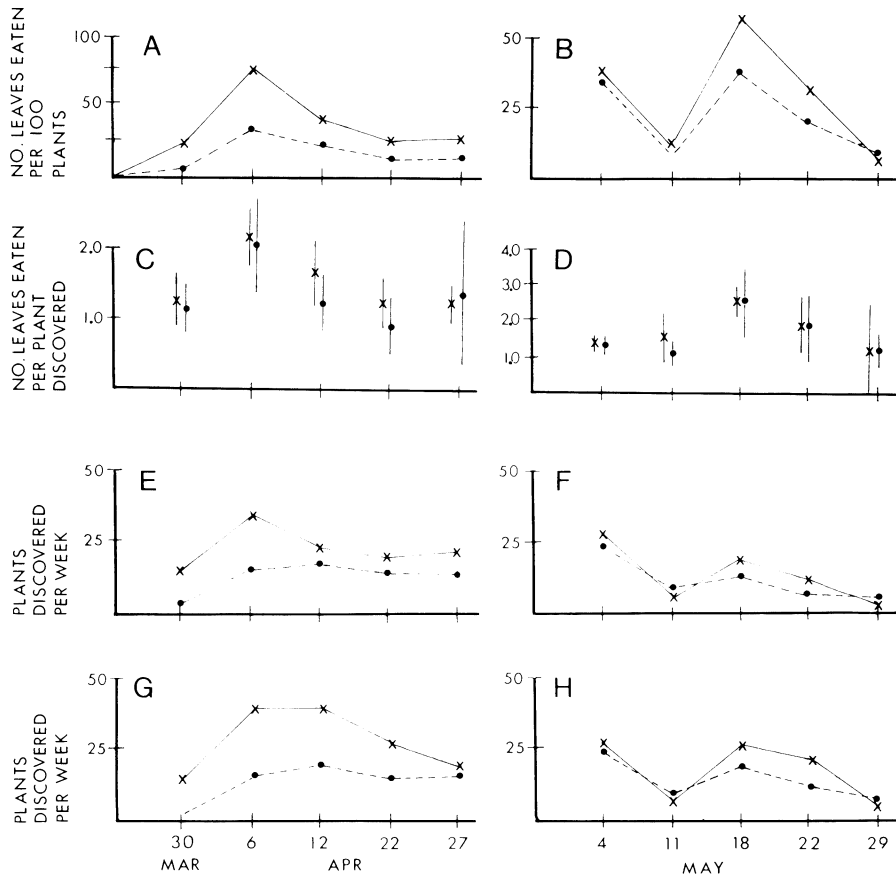 NO. LEAVES EATEN
PER 100
PLANTS
100
50
A
50
25
B
NO. LEAVES EATEN
PER PLANT
DISCOVERED
2.0
1.0
C
4.0
3.0
2.0
1.0
D
PLANTS
DISCOVERED
PER WEEK
50
25
E
50
25
F
PLANTS
DISCOVERED
PER WEEK
50
25
G
50
25
H
30 6 12 22 27
MAR APR
4 11 18 22 29
MAY